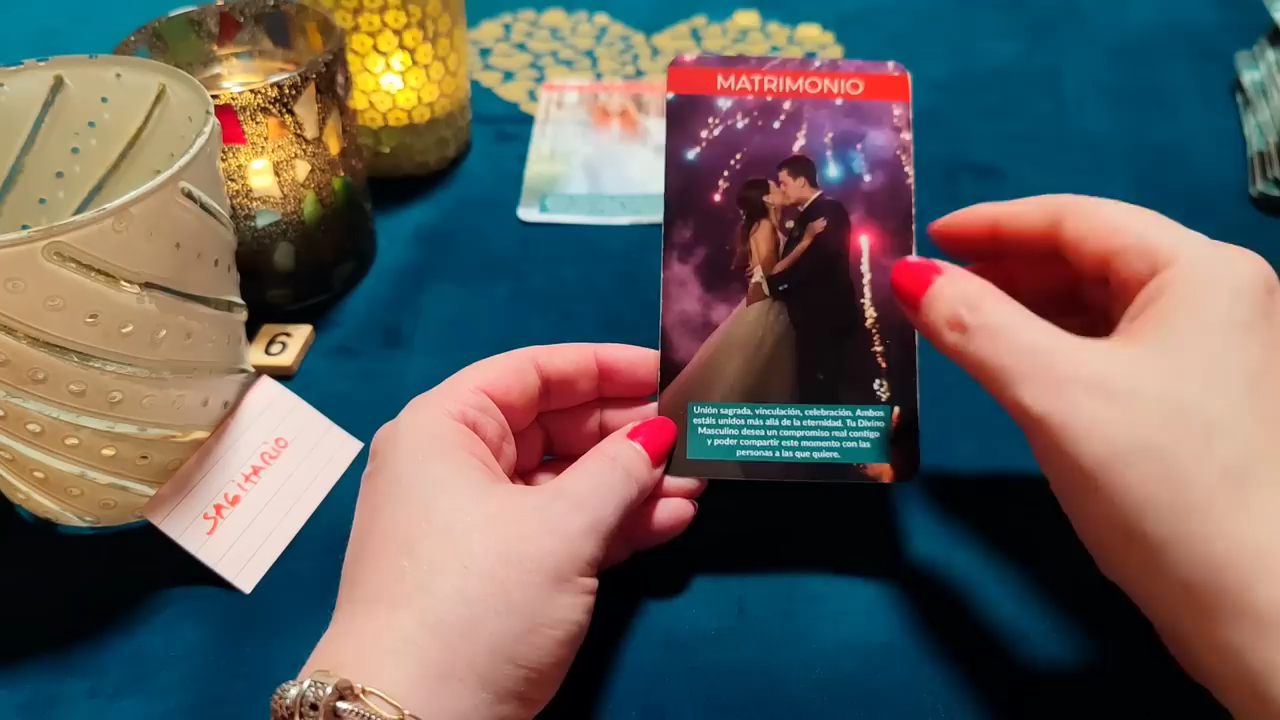 MATRIMONIO
Unión sagrada, vinculación, celebración. Ambos
estáis unidos más allá de la eternidad. Tu Divino
Masculino desea un compromiso real contigo
y poder compartir este momento con las
personas a las que quiere.
6
SAGITARIO